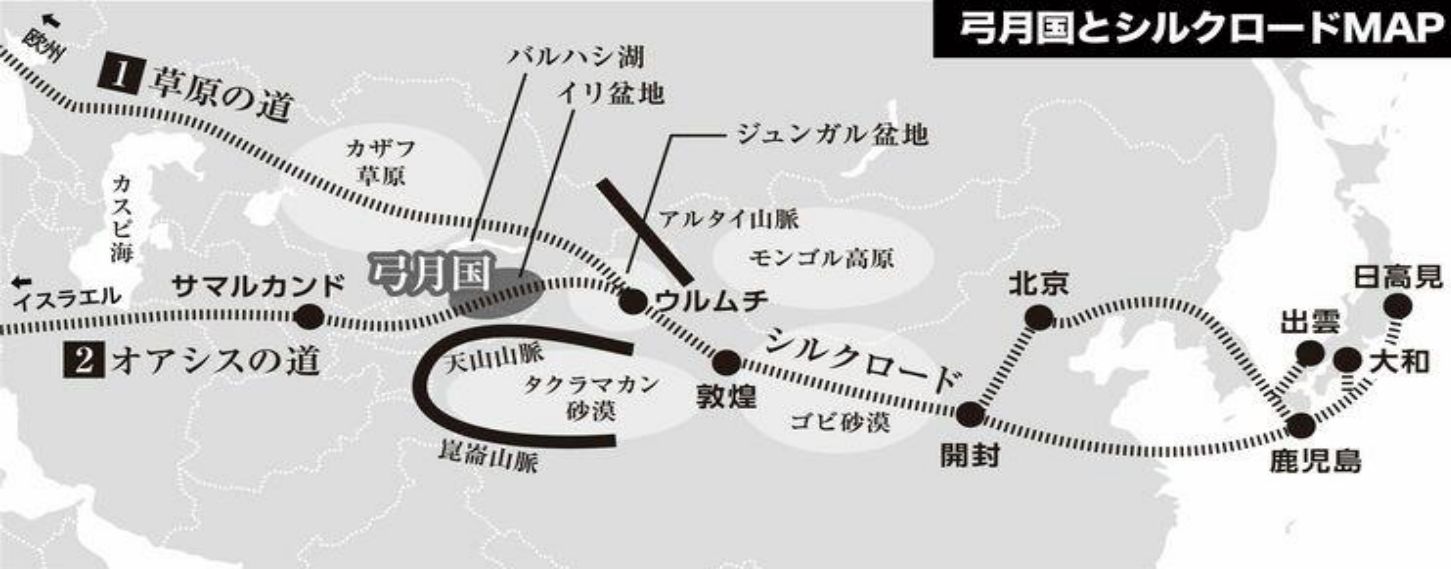 弓月国とシルクロードMAP
欧州
1 草原の道
バルハシ湖
イリ盆地
ジュンガル盆地
カザフ
草原
カスピ海
アルタイ山脈
モンゴル高原
弓月国
イスラエル
サマルカンド
ウルムチ
北京
日高見
出雲
大和
2 オアシスの道
天山山脈
タクラマカン
砂漠
敦煌
シルクロード
ゴビ砂漠
崑崙山脈
開封
鹿児島